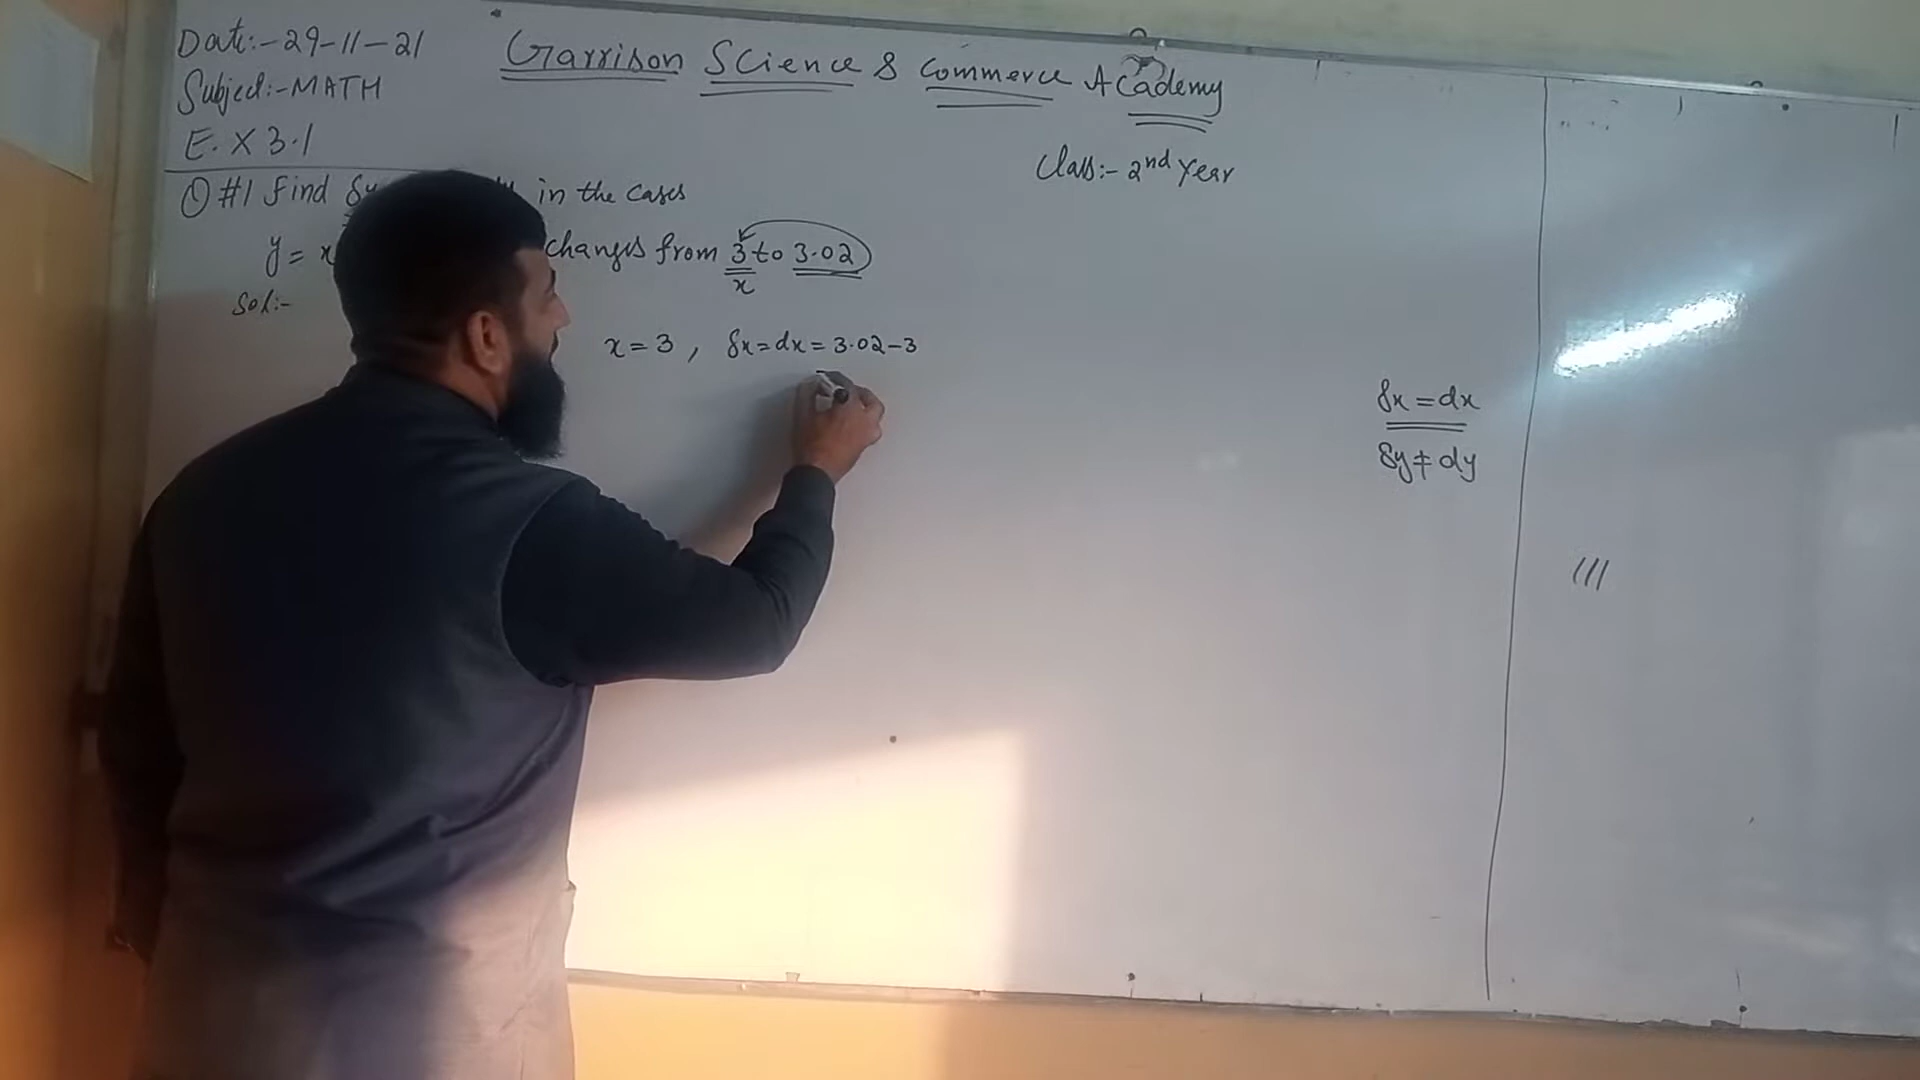 Date:-29-11-21
Garrison Science & Commerce Academy
Subject:-MATH
E.X 3.1
Class:- 2nd Year
Q #1 Find δy in the cases
y = x changes from 3 to 3.02
x
Sol:-
x = 3 , δx = dx = 3.02-3
δx = dx
δy ≠ dy
///